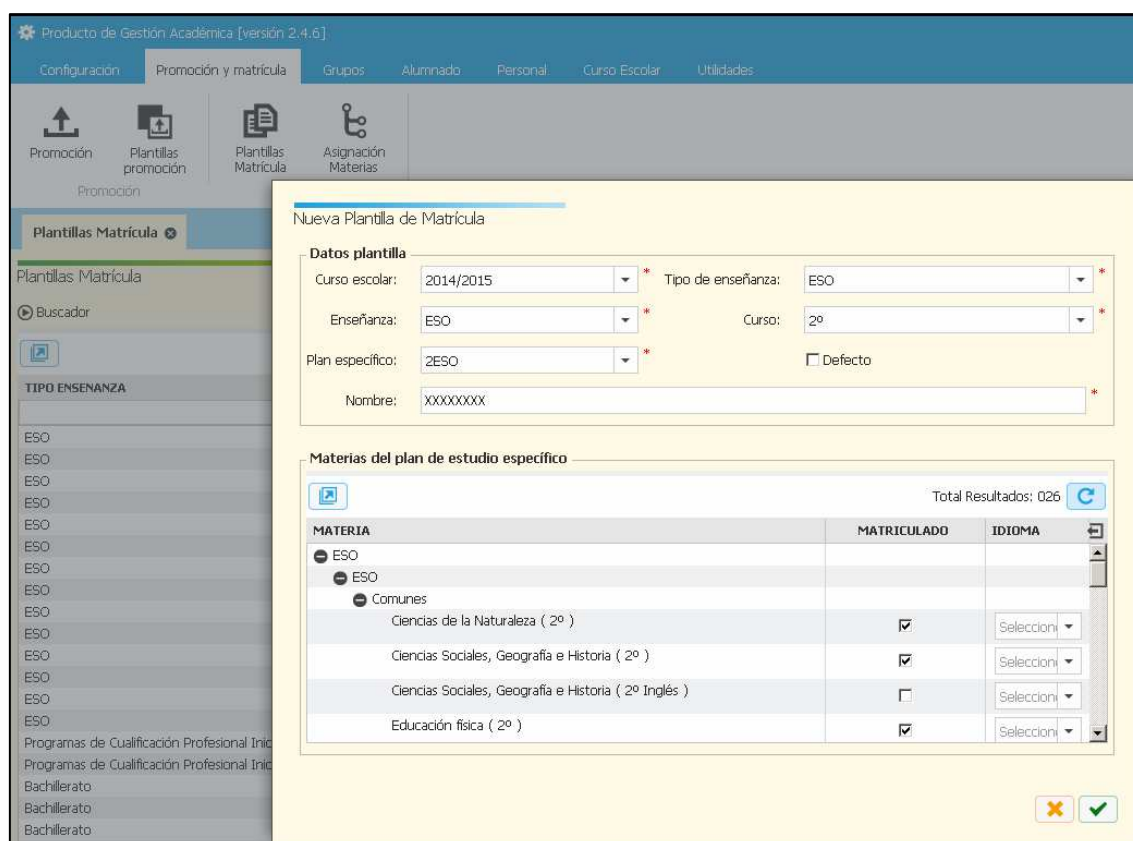 Producto de Gestión Académica [versión 2.4.6]
Configuración Promoción y matrícula Grupos Alumnado Personal Curso Escolar Utilidades
Promoción Plantillas promoción Plantillas Matrícula Asignación Materias
Promoción
Plantillas Matrícula
Plantillas Matrícula
Buscador
TIPO ENSEÑANZA
ESO
ESO
ESO
ESO
ESO
ESO
ESO
ESO
ESO
ESO
ESO
ESO
ESO
ESO
Programas de Cualificación Profesional Inic
Programas de Cualificación Profesional Inic
Bachillerato
Bachillerato
Bachillerato
Nueva Plantilla de Matrícula
Datos plantilla
Curso escolar: 2014/2015 * Tipo de enseñanza: ESO *
Enseñanza: ESO * Curso: 2º *
Plan específico: 2ESO * Defecto
Nombre: XXXXXXXX *
Materias del plan de estudio específico
Total Resultados: 026
MATERIA MATRICULADO IDIOMA
ESO
ESO
Comunes
Ciencias de la Naturaleza ( 2º ) Seleccion
Ciencias Sociales, Geografía e Historia ( 2º ) Seleccion
Ciencias Sociales, Geografía e Historia ( 2º Inglés ) Seleccion
Educación física ( 2º ) Seleccion